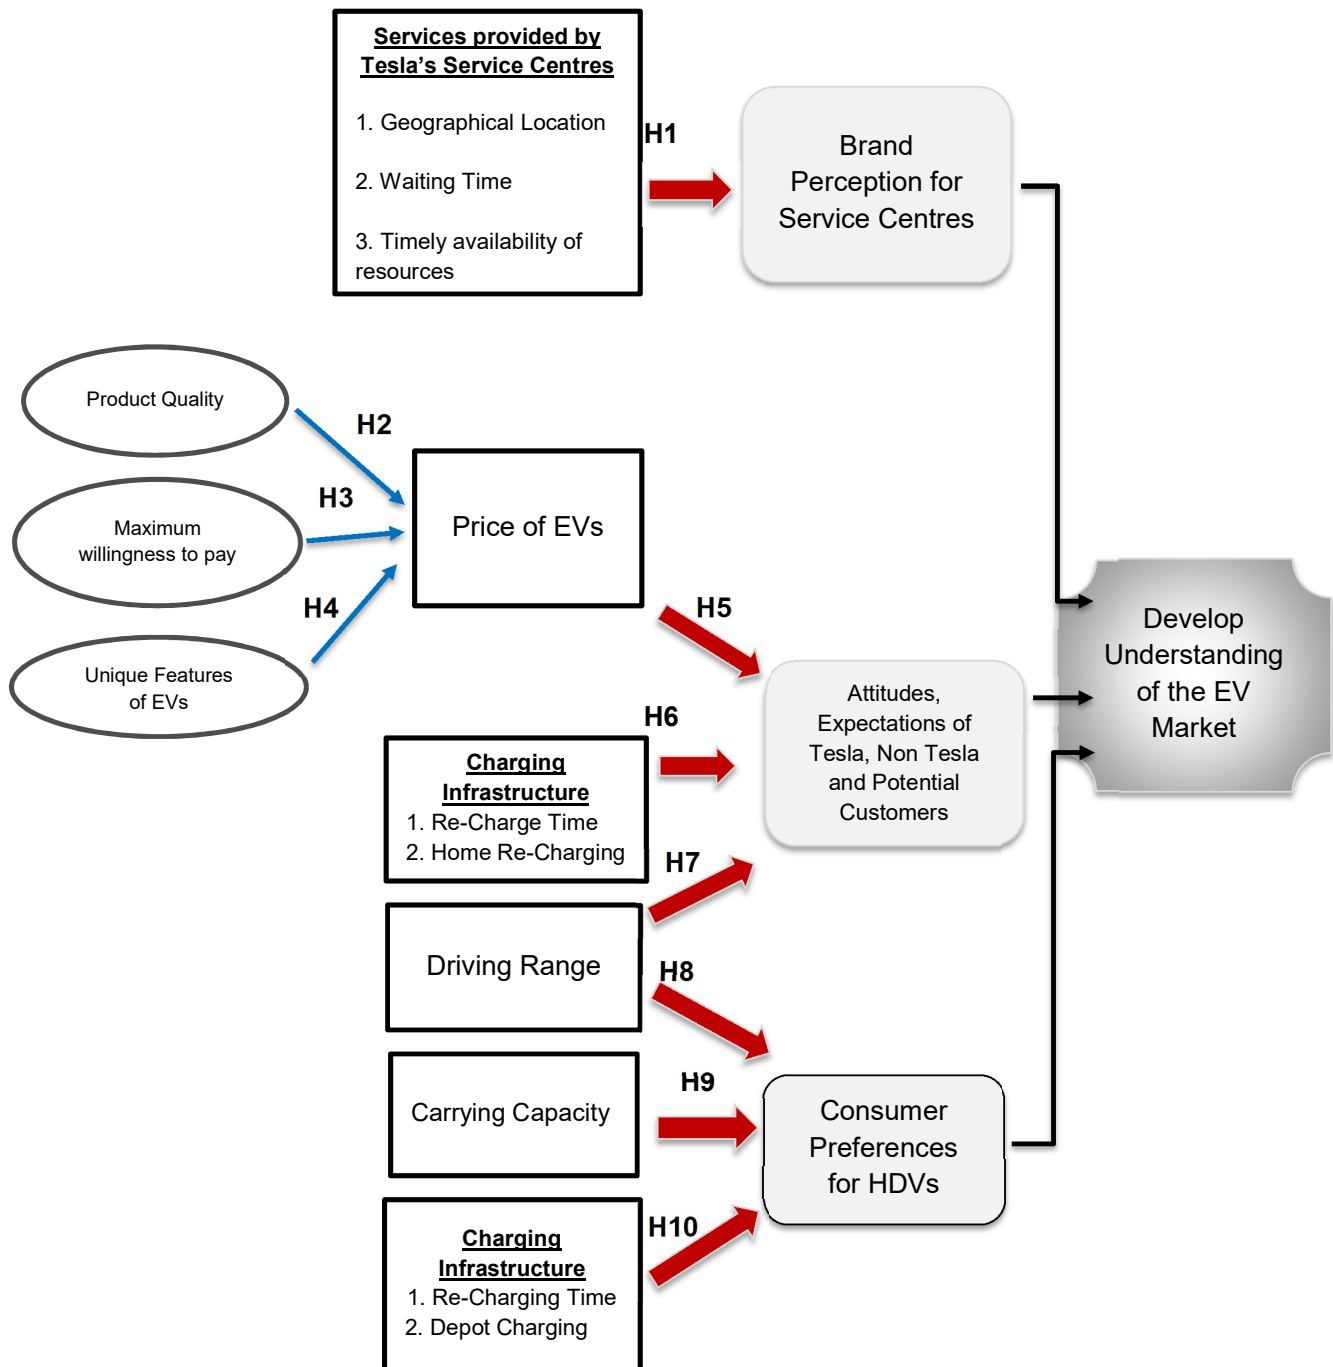 Services provided by
Tesla's Service Centres
1. Geographical Location
2. Waiting Time
3. Timely availability of
resources
H1
Brand
Perception for
Service Centres
Product Quality
H2
Maximum
willingness to pay
H3
Unique Features
of EVs
H4
Price of EVs
H5
Attitudes,
Expectations of
Tesla, Non Tesla
and Potential
Customers
Develop
Understanding
of the EV
Market
H6
Charging
Infrastructure
1. Re-Charge Time
2. Home Re-Charging
H7
Driving Range
H8
Carrying Capacity
H9
Consumer
Preferences
for HDVs
H10
Charging
Infrastructure
1. Re-Charging Time
2. Depot Charging